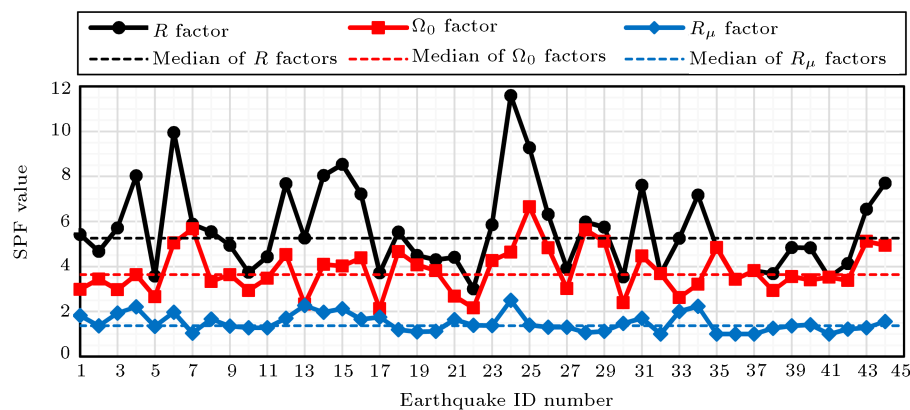 R factor Ω₀ factor Rμ factor
Median of R factors Median of Ω₀ factors Median of Rμ factors
12
10
8
6
4
2
0
SPF value
1 3 5 7 9 11 13 15 17 19 21 23 25 27 29 31 33 35 37 39 41 43 45
Earthquake ID number